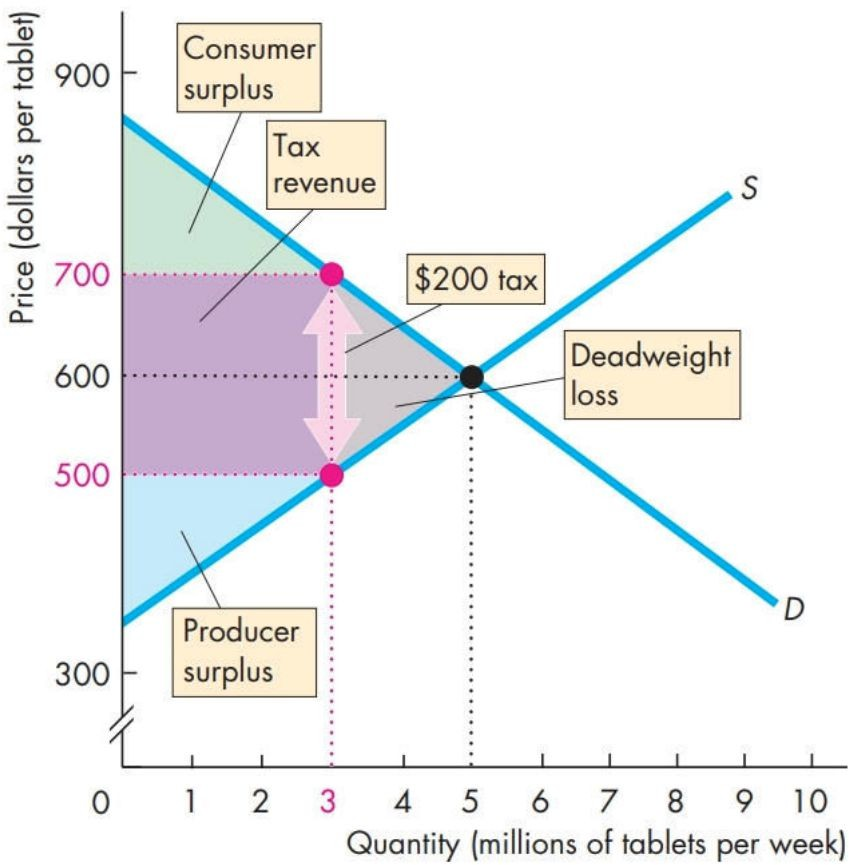 Price (dollars per tablet)
900
700
600
500
300
Consumer
surplus
Tax
revenue
$200 tax
Deadweight
loss
Producer
surplus
S
D
0 1 2 3 4 5 6 7 8 9 10
Quantity (millions of tablets per week)